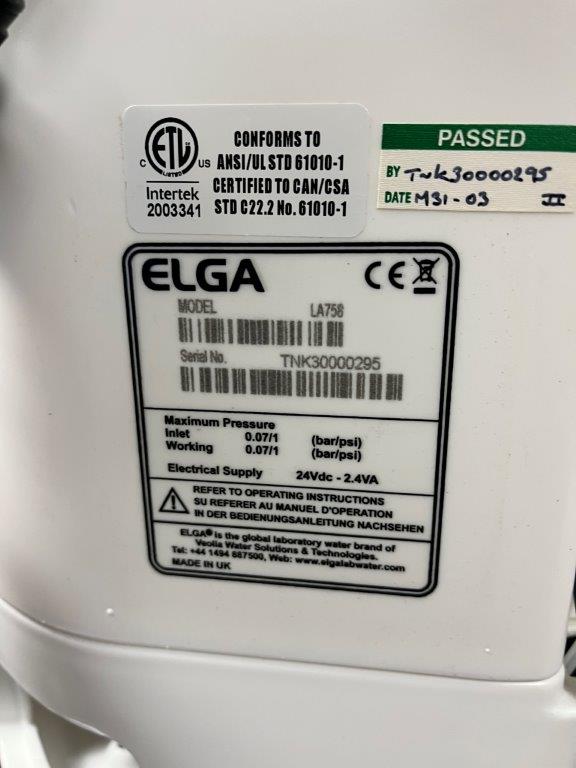 C ETL US
LISTED
Intertek
2003341
CONFORMS TO
ANSI/UL STD 61010-1
CERTIFIED TO CAN/CSA
STD C22.2 No. 61010-1
PASSED
BY TNK30000295
DATE M31-03 II
ELGA CE
MODEL LA756
Serial No. TNK30000295
Maximum Pressure
Inlet 0.07/1 (bar/psi)
Working 0.07/1 (bar/psi)
Electrical Supply 24Vdc - 2.4VA
REFER TO OPERATING INSTRUCTIONS
SU REFERER AU MANUEL D'OPERATION
IN DER BEDIENUNGSANLEITUNG NACHSEHEN
ELGA® is the global laboratory water brand of
Veolia Water Solutions & Technologies.
Tel: +44 1494 887500, Web: www.elgalabwater.com
MADE IN UK